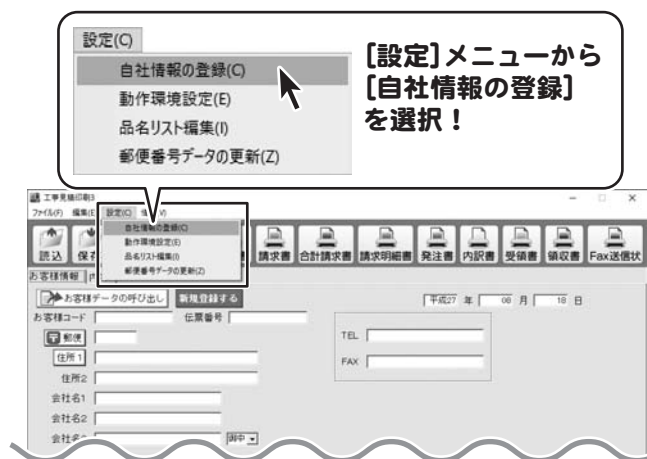 設定(C)
自社情報の登録(C)
動作環境設定(E)
品名リスト編集(I)
郵便番号データの更新(Z)
[設定]メニューから
[自社情報の登録]
を選択！
工事見積印刷3
ファイル(F) 編集(E) 設定(C)
自社情報の登録(C)
動作環境設定(E)
品名リスト編集(I)
郵便番号データの更新(Z)
読込 請求書 合計請求書 請求明細書 発注書 内訳書 受領書 領収書 Fax送信状
お客様情報
お客様データの呼び出し 新規登録する 平成27 年 08 月 18 日
お客様コード 伝票番号
〒郵便 TEL
住所1 FAX
住所2
会社名1
会社名2
御中